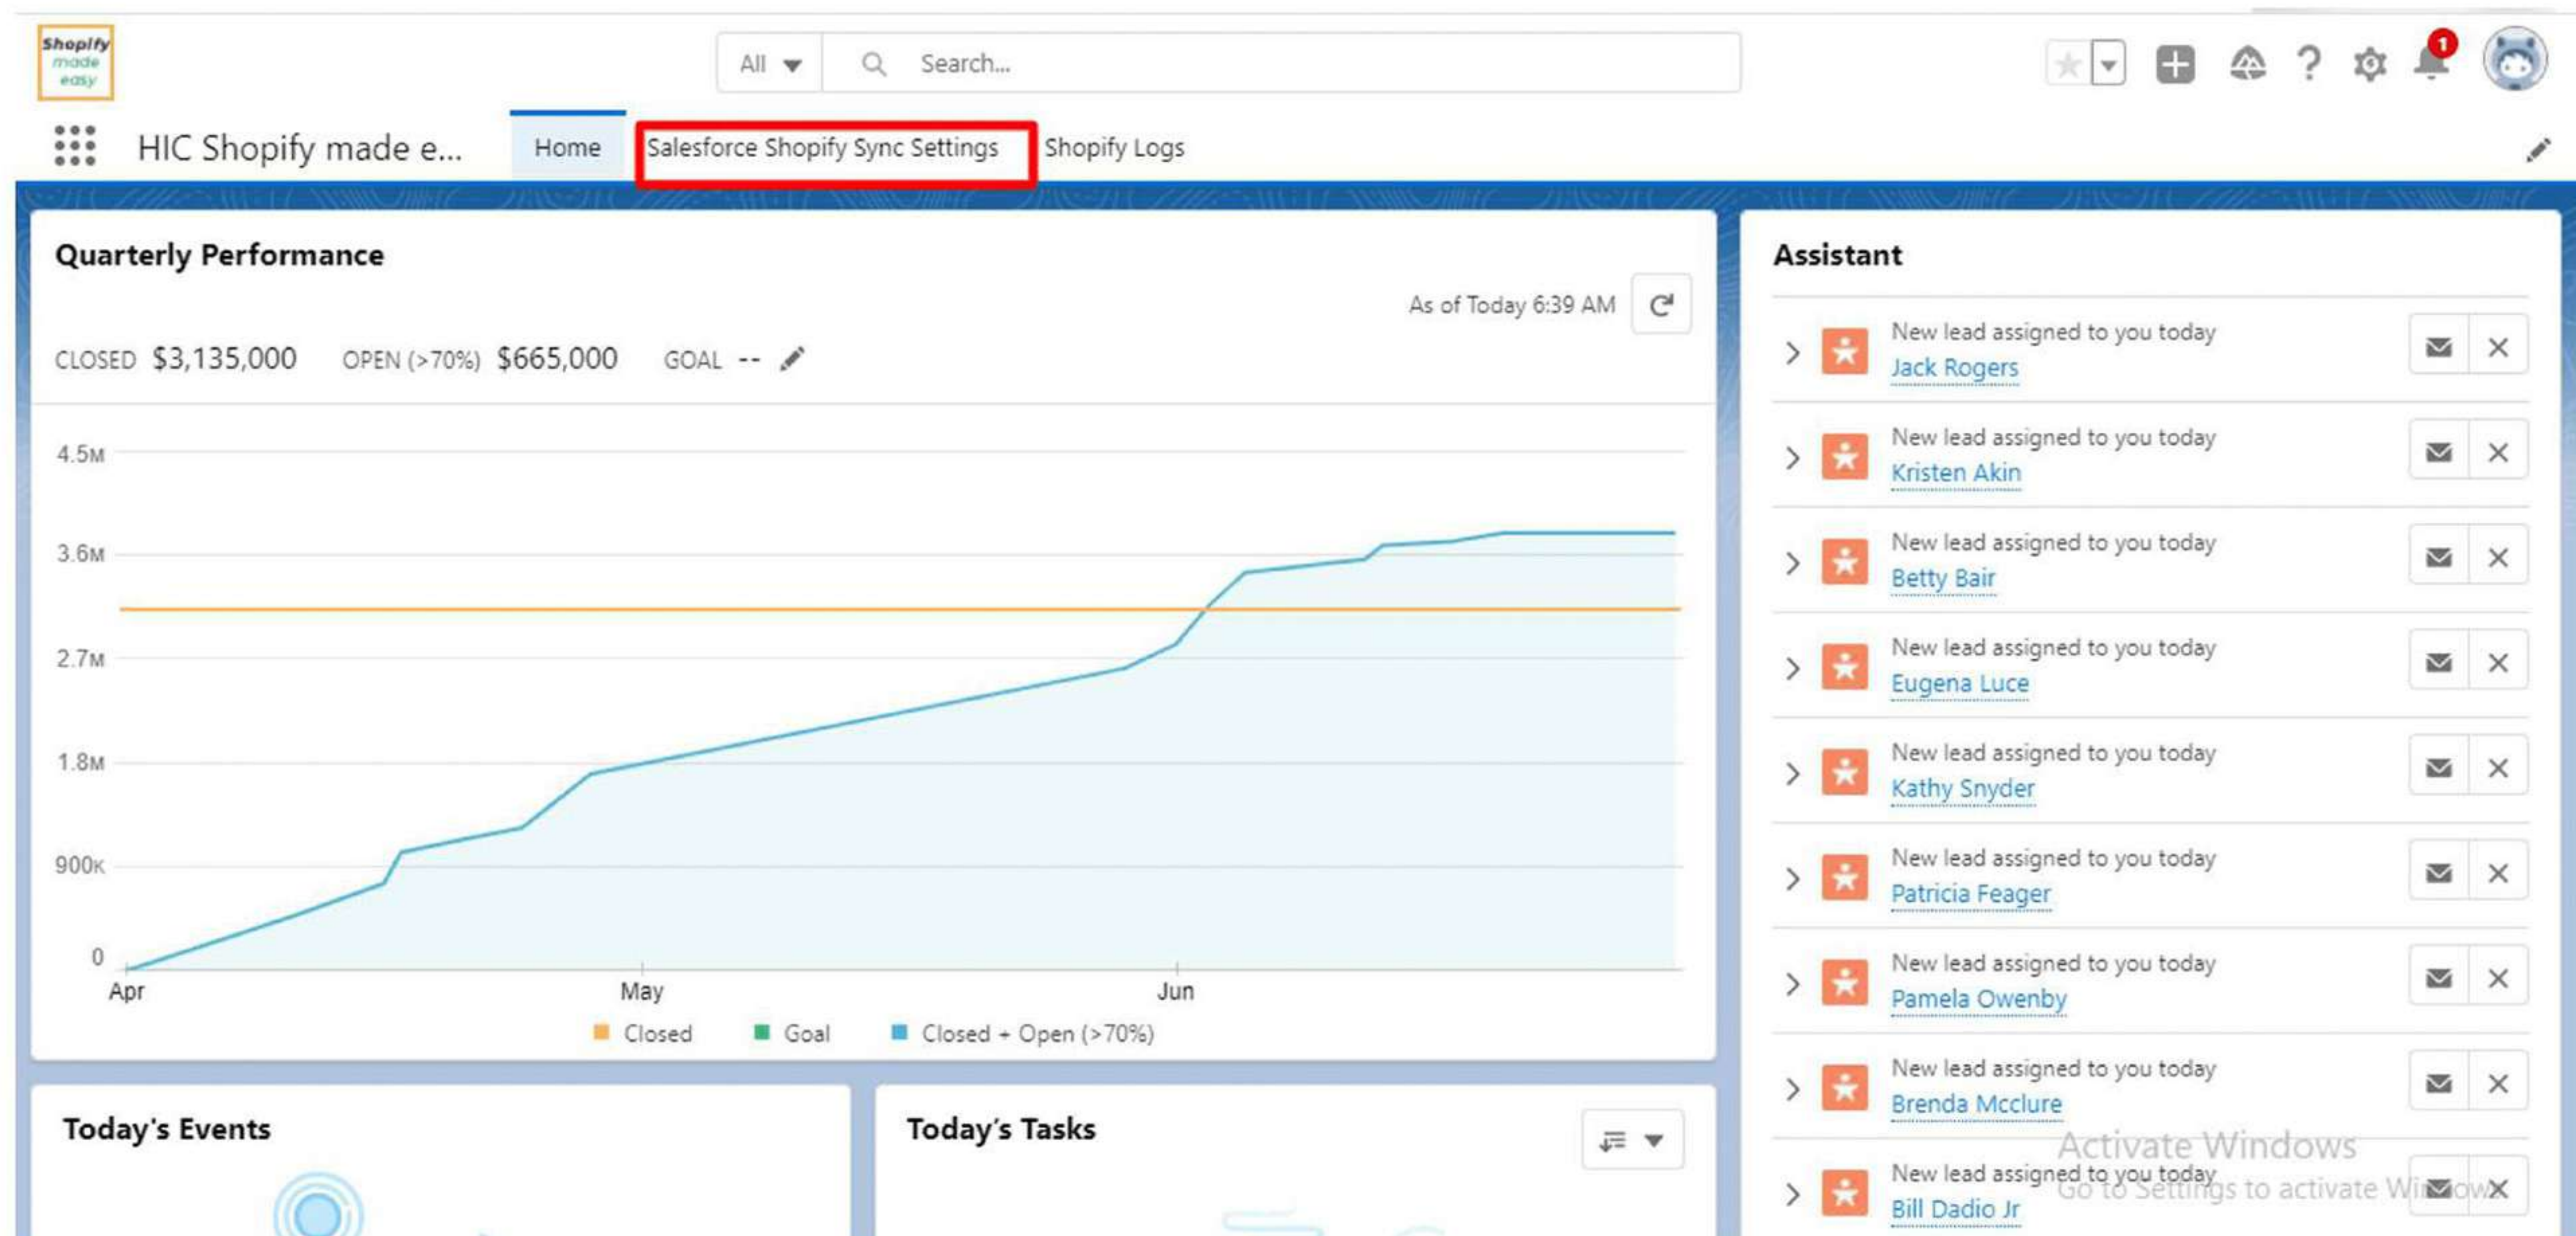 Shopify
made
easy
All
Search...
1
HIC Shopify made e...
Home
Salesforce Shopify Sync Settings
Shopify Logs
Quarterly Performance
As of Today 6:39 AM
CLOSED $3,135,000 OPEN (>70%) $665,000 GOAL --
4.5M
3.6M
2.7M
1.8M
900K
0
Apr May Jun
Closed Goal Closed + Open (>70%)
Today's Events
Today's Tasks
Assistant
New lead assigned to you today
Jack Rogers
New lead assigned to you today
Kristen Akin
New lead assigned to you today
Betty Bair
New lead assigned to you today
Eugena Luce
New lead assigned to you today
Kathy Snyder
New lead assigned to you today
Patricia Feager
New lead assigned to you today
Pamela Owenby
New lead assigned to you today
Brenda Mcclure
New lead assigned to you today
Bill Dadio Jr
Activate Windows
Go to Settings to activate Windows